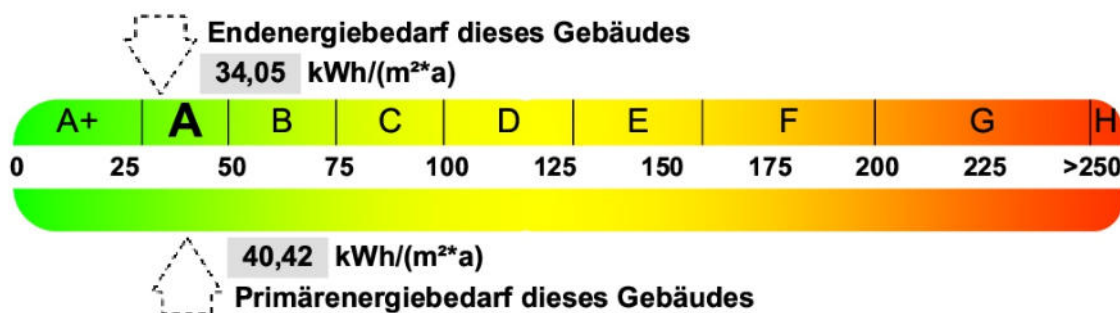 Endenergiebedarf dieses Gebäudes
34,05 kWh/(m²*a)
A+ A B C D E F G H
0 25 50 75 100 125 150 175 200 225 >250
40,42 kWh/(m²*a)
Primärenergiebedarf dieses Gebäudes